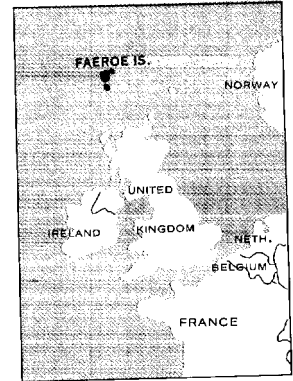 FAEROE IS.
NORWAY
UNITED
IRELAND
KINGDOM
NETH.
BELGIUM
FRANCE